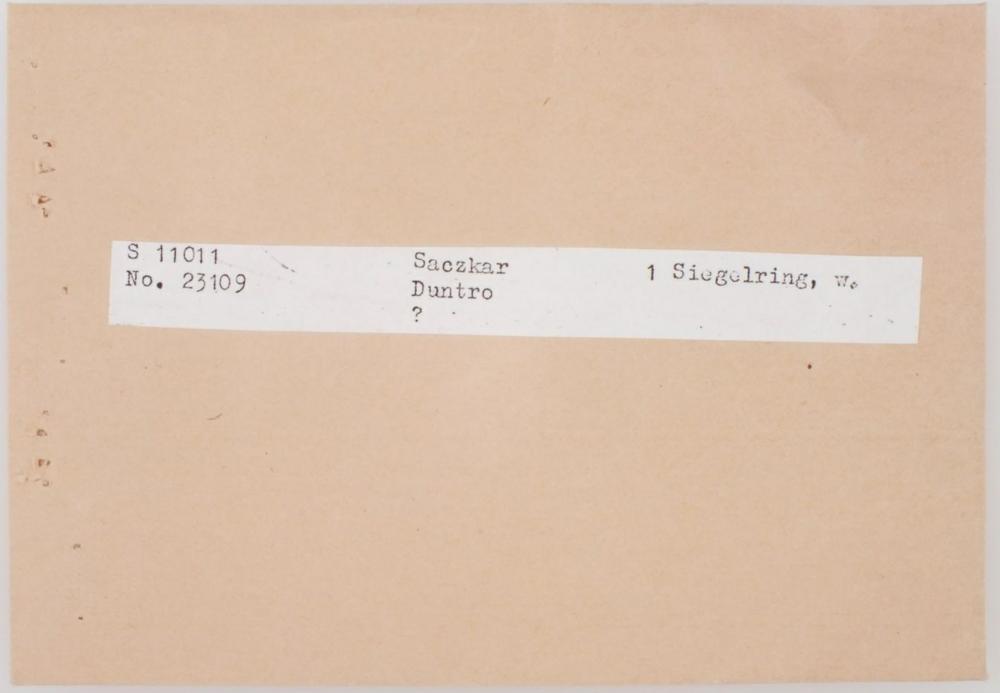 S 11011
No. 23109
Saczkar
Duntro
?
1 Siegelring, w.